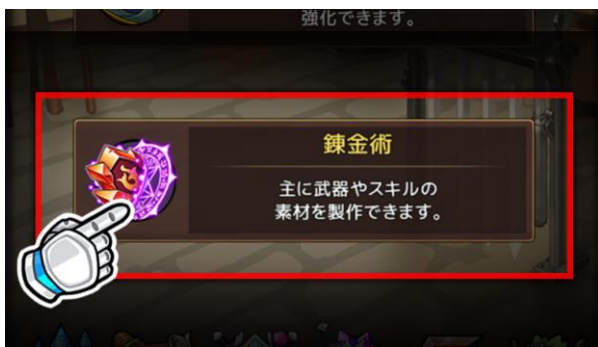 強化できます。
錬金術
主に武器やスキルの
素材を製作できます。